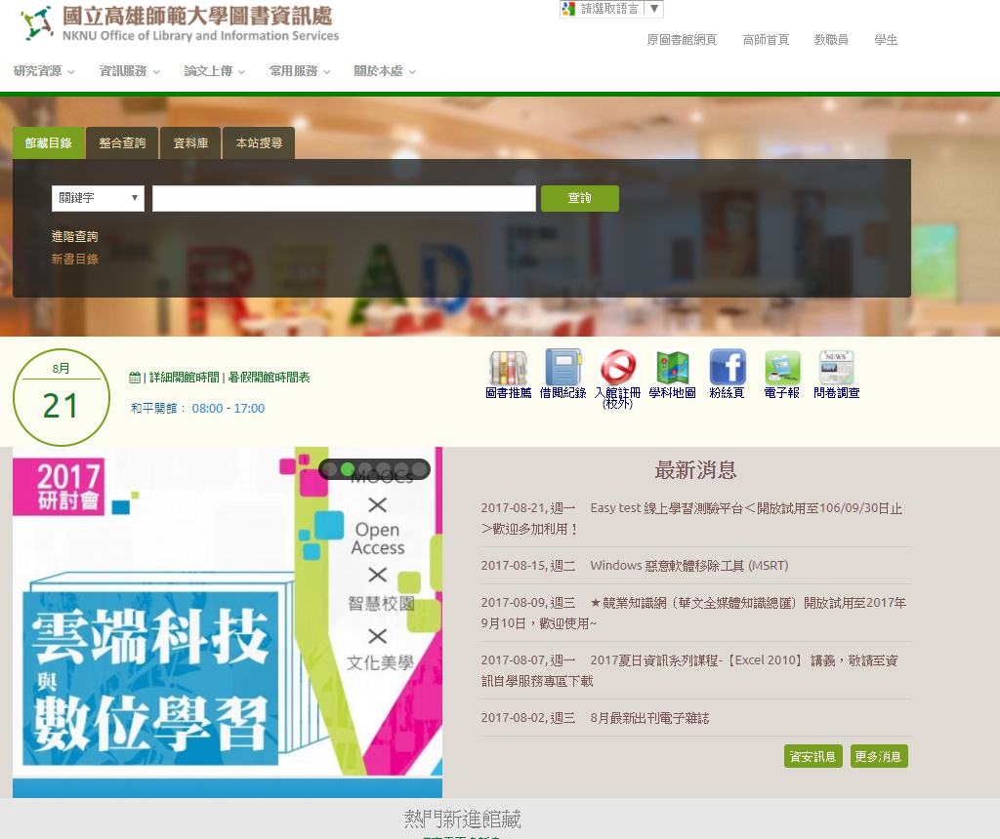 國立高雄師範大學圖書資訊處
NKNU Office of Library and Information Services
請選取語言 ▼
原圖書館網頁 高師首頁 教職員 學生
研究資源 資訊服務 論文上傳 常用服務 關於本處
館藏目錄 整合查詢 資料庫 本站搜尋
關鍵字 查詢
進階查詢
新書目錄
READ
8月
21
| 詳細開館時間 | 暑假開館時間表
和平開館： 08:00 - 17:00
NEWS
圖書推薦 借閱紀錄 入館註冊 學科地圖 粉絲頁 電子報 問卷調查
(校外)
2017
研討會
MOOCs
×
Open
Access
×
智慧校園
×
文化美學
雲端科技
與
數位學習
最新消息
2017-08-21, 週一 Easy test 線上學習測驗平台＜開放試用至106/09/30日止
＞歡迎多加利用！
2017-08-15, 週二 Windows 惡意軟體移除工具 (MSRT)
2017-08-09, 週三 ★競業知識網〔華文全媒體知識總匯〕開放試用至2017年
9月10日，歡迎使用~
2017-08-07, 週一 2017夏日資訊系列課程-【Excel 2010】 講義，敬請至資
訊自學服務專區下載
2017-08-02, 週三 8月最新出刊電子雜誌
資安訊息 更多消息
熱門新進館藏